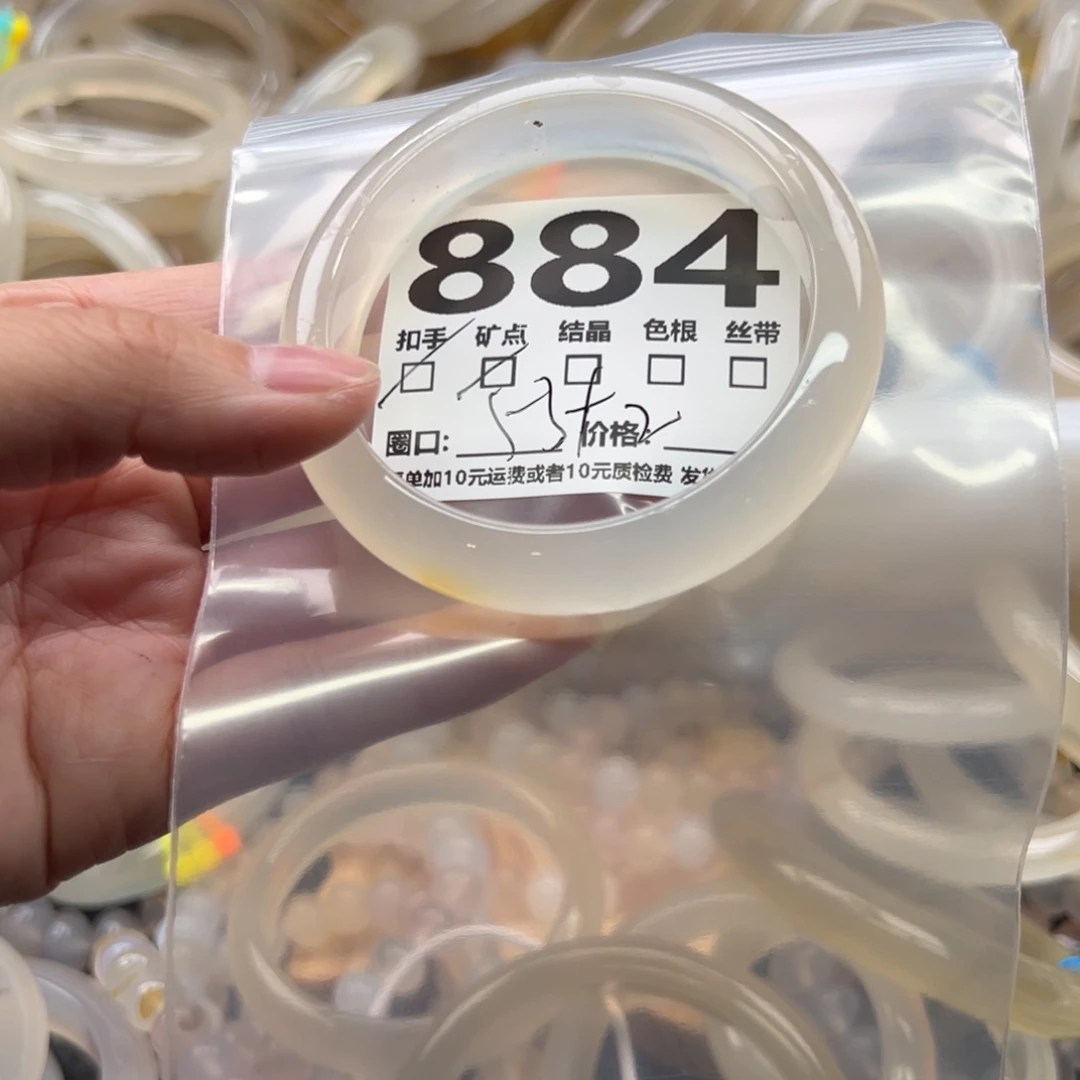 884
扣手 矿点 结晶 色根 丝带
圈口: 价格:
单加10元运费或者10元质检费 发